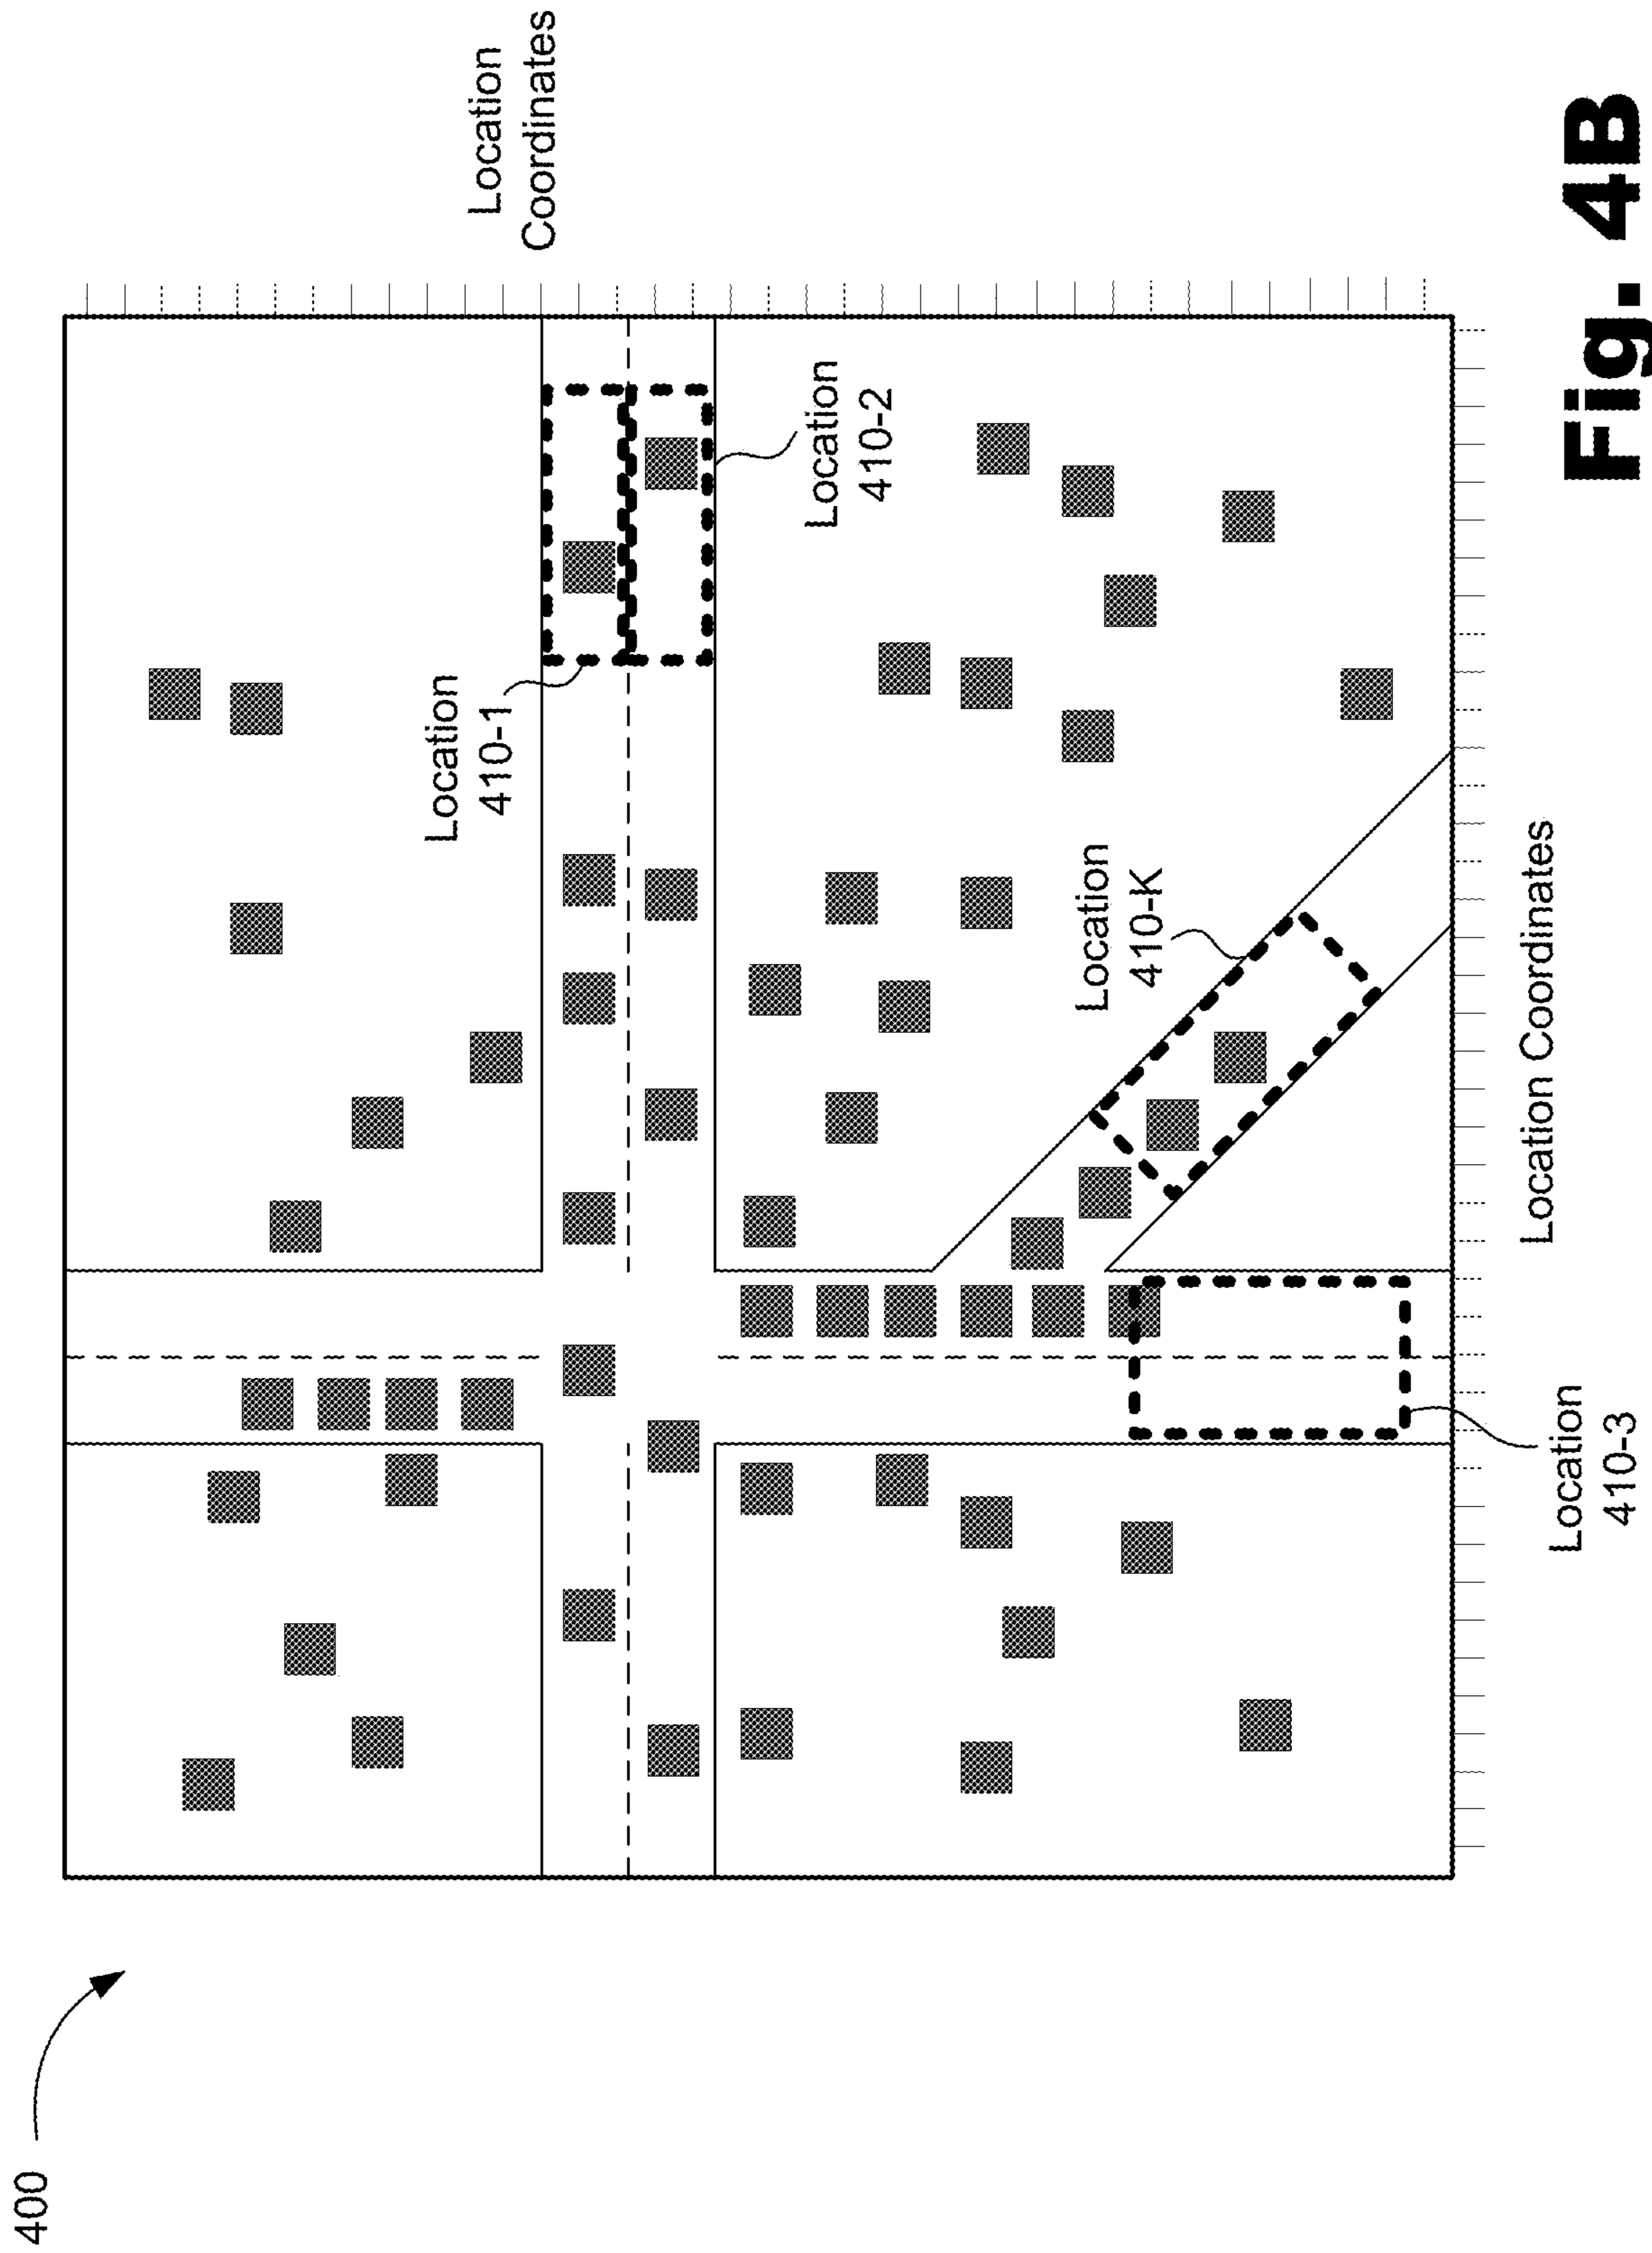 400
Location
410-1
Location
Coordinates
Location
410-2
Location
410-K
Location Coordinates
Location
410-3
Fig. 4B